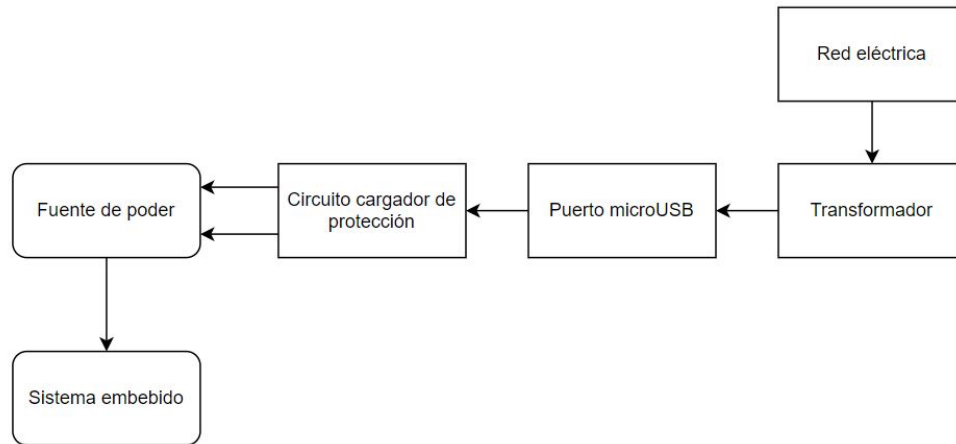 Red eléctrica
Fuente de poder
Circuito cargador de
protección
Puerto microUSB
Transformador
Sistema embebido